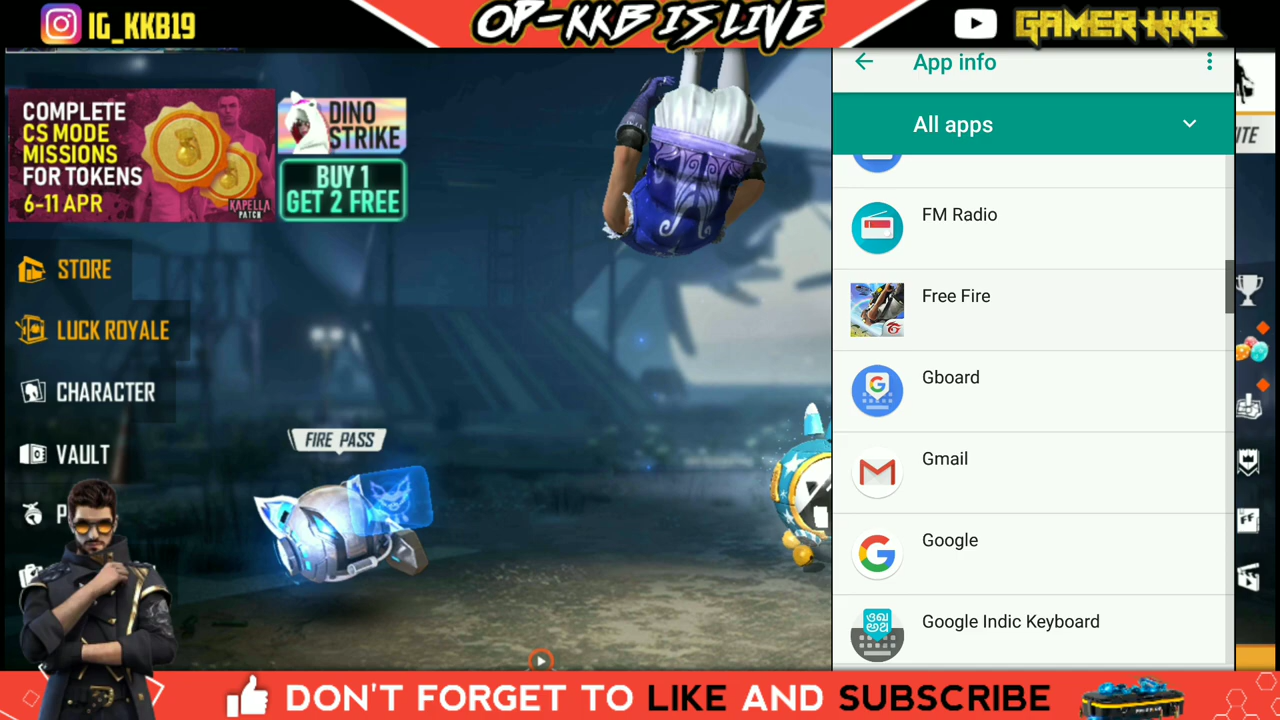 IG_KKB19
OP-KKB IS LIVE
GAMER KKB
COMPLETE
CS MODE
MISSIONS
FOR TOKENS
6-11 APR
KAPELLA
PATCH
DINO
STRIKE
BUY 1
GET 2 FREE
STORE
LUCK ROYALE
CHARACTER
VAULT
P
FIRE PASS
App info
All apps
FM Radio
Free Fire
Gboard
Gmail
Google
Google Indic Keyboard
ITE
FF
DON'T FORGET TO LIKE AND SUBSCRIBE